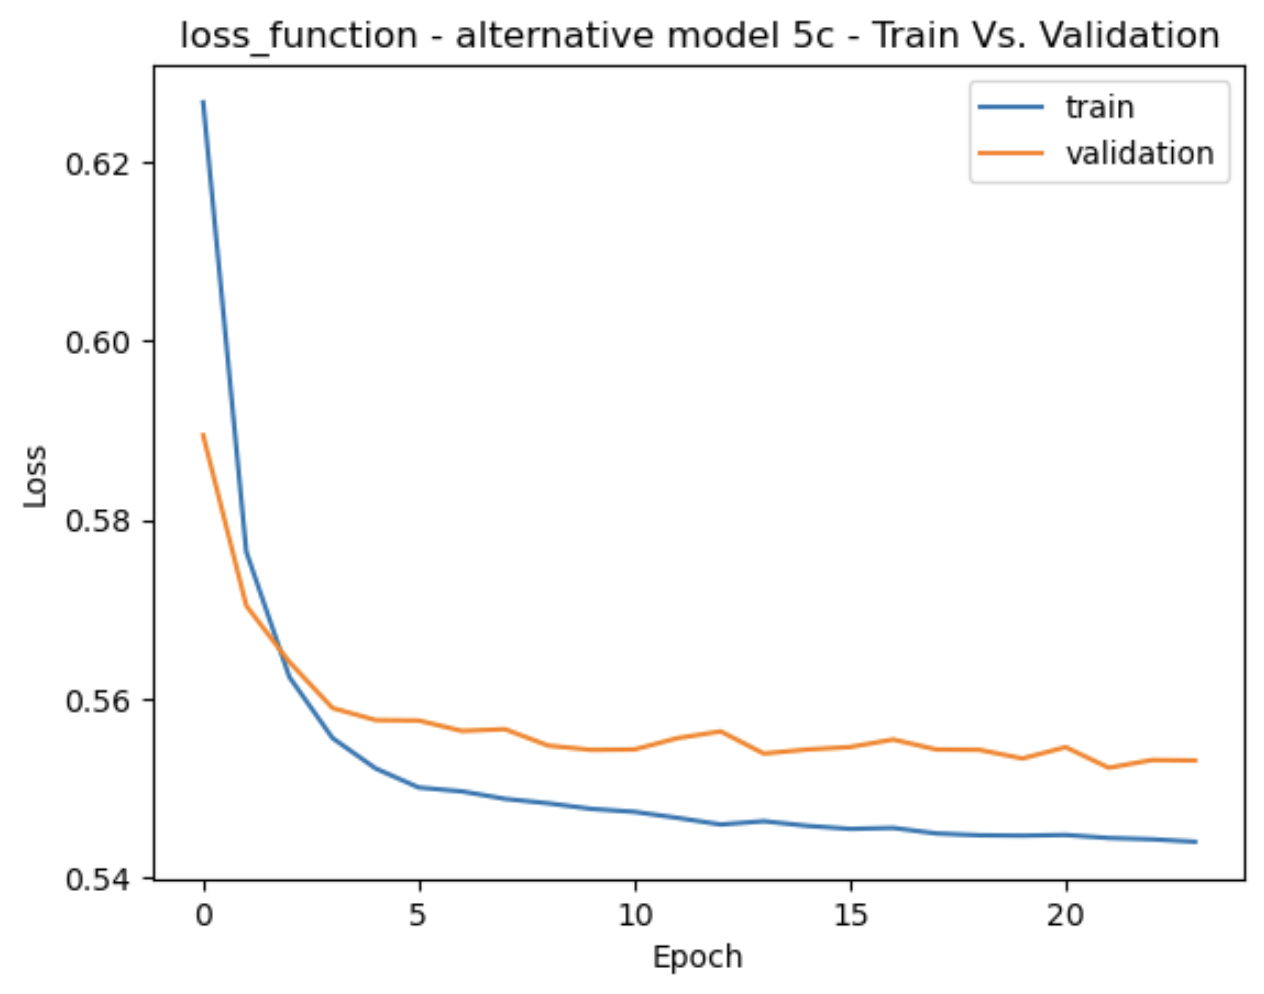 loss_function - alternative model 5c - Train Vs. Validation
train
validation
0.62
0.60
0.58
0.56
0.54
Loss
0 5 10 15 20
Epoch